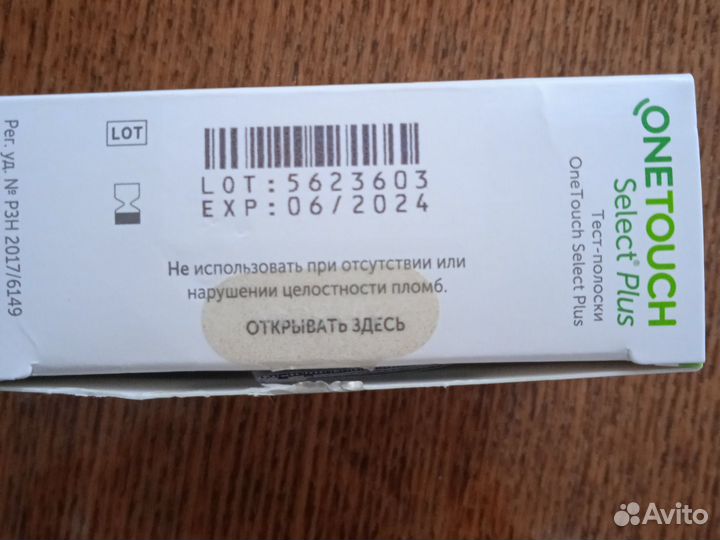 ONETOUCH
Select® Plus
Тест-полоски
OneTouch Select Plus
LOT:5623603
EXP:06/2024
Не использовать при отсутствии или
нарушении целостности пломб.
ОТКРЫВАТЬ ЗДЕСЬ
LOT
Рег. уд. № РЗН 2017/6149
Avito